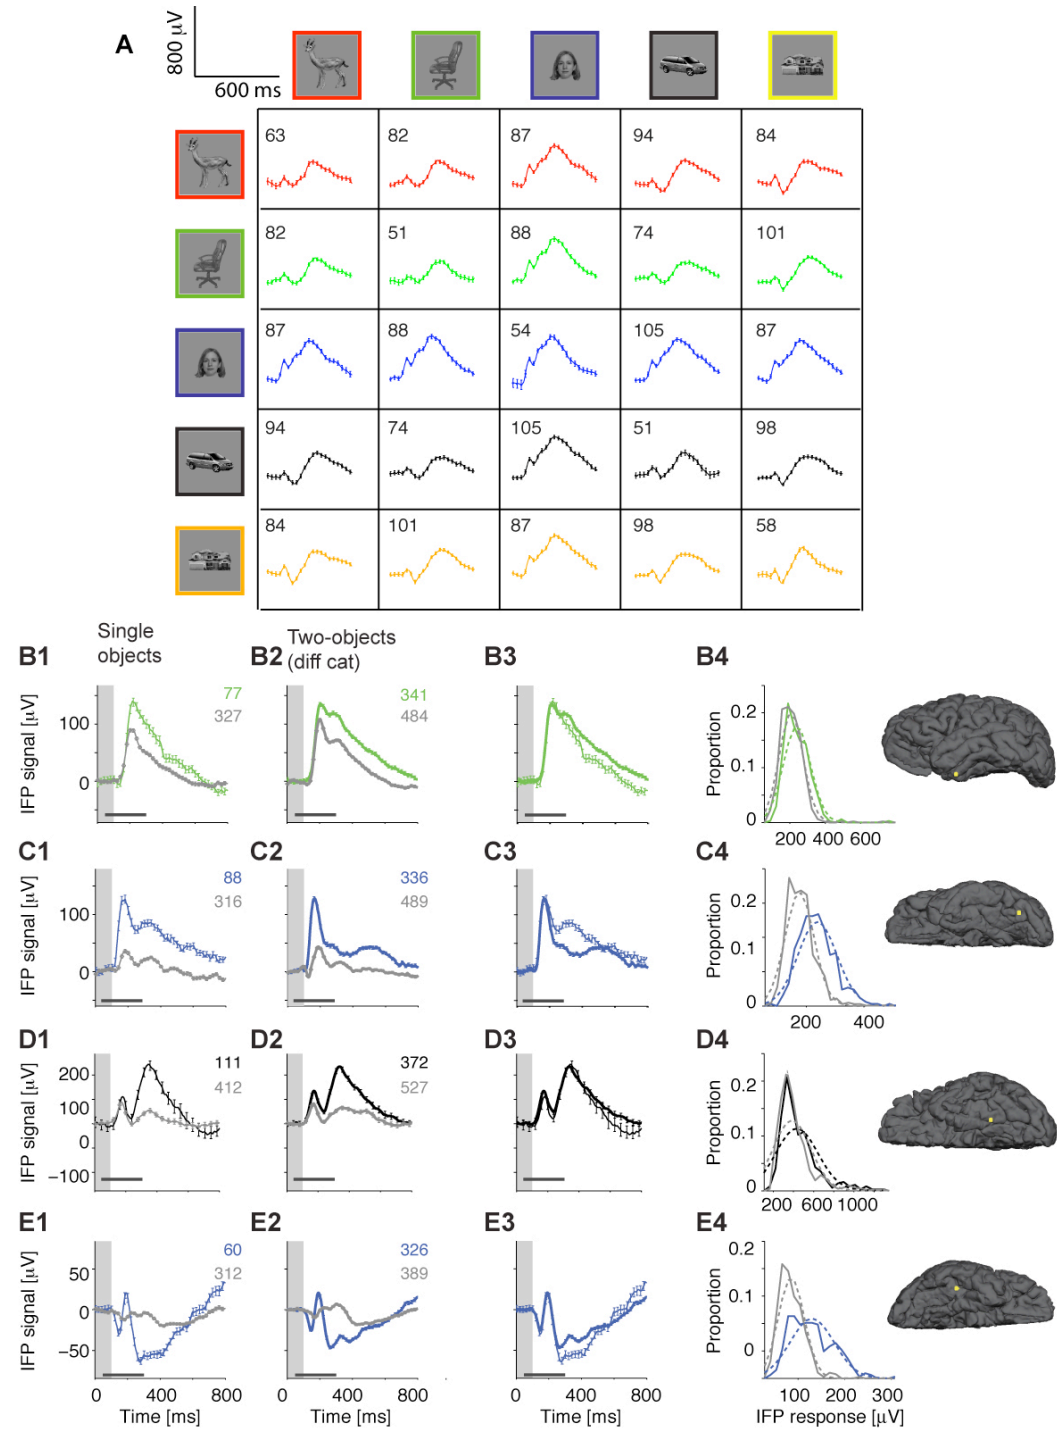 A
800 µV
600 ms
63 82 87 94 84
82 51 88 74 101
87 88 54 105 87
94 74 105 51 98
84 101 87 98 58
Single objects
Two-objects (diff cat)
B1 B2 B3 B4
IFP signal [µV]
100
0
77
327
341
484
Proportion
0.2
0.1
0
200 400 600
C1 C2 C3 C4
IFP signal [µV]
100
0
88
316
336
489
Proportion
0.2
0.1
0
200 400
D1 D2 D3 D4
IFP signal [µV]
200
100
0
−100
111
412
372
527
Proportion
0.2
0.1
0
200 600 1000
E1 E2 E3 E4
IFP signal [µV]
50
0
−50
60
312
326
389
Proportion
0.2
0.1
0
0 400 800
0 400 800
0 400 800
100 200 300
Time [ms]
Time [ms]
Time [ms]
IFP response [µV]